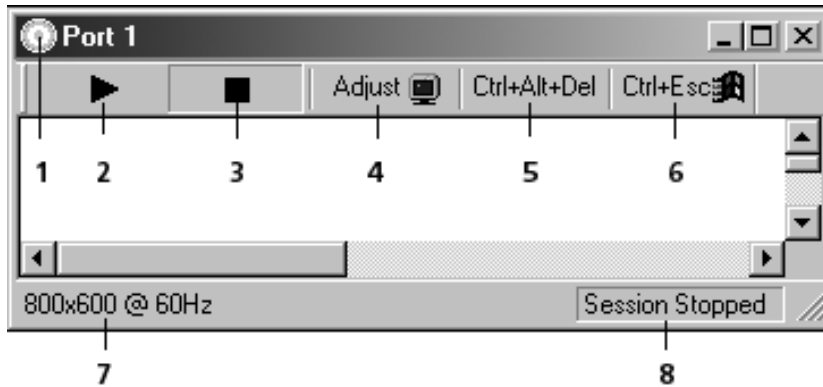 Port 1
Adjust Ctrl+Alt+Del Ctrl+Esc
1 2 3 4 5 6
800x600 @ 60Hz Session Stopped
7 8